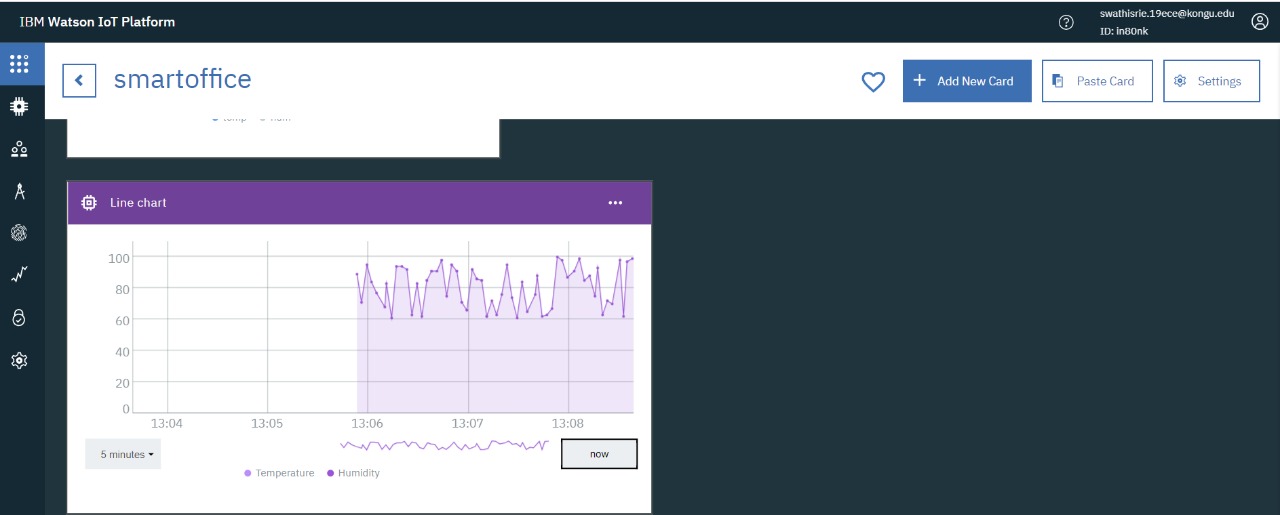 IBM Watson IoT Platform
swathisrie.19ece@kongu.edu
ID: in80nk
smartoffice
Add New Card
Paste Card
Settings
Line chart
100
80
60
40
20
0
13:04
13:05
13:06
13:07
13:08
5 minutes
now
Temperature
Humidity